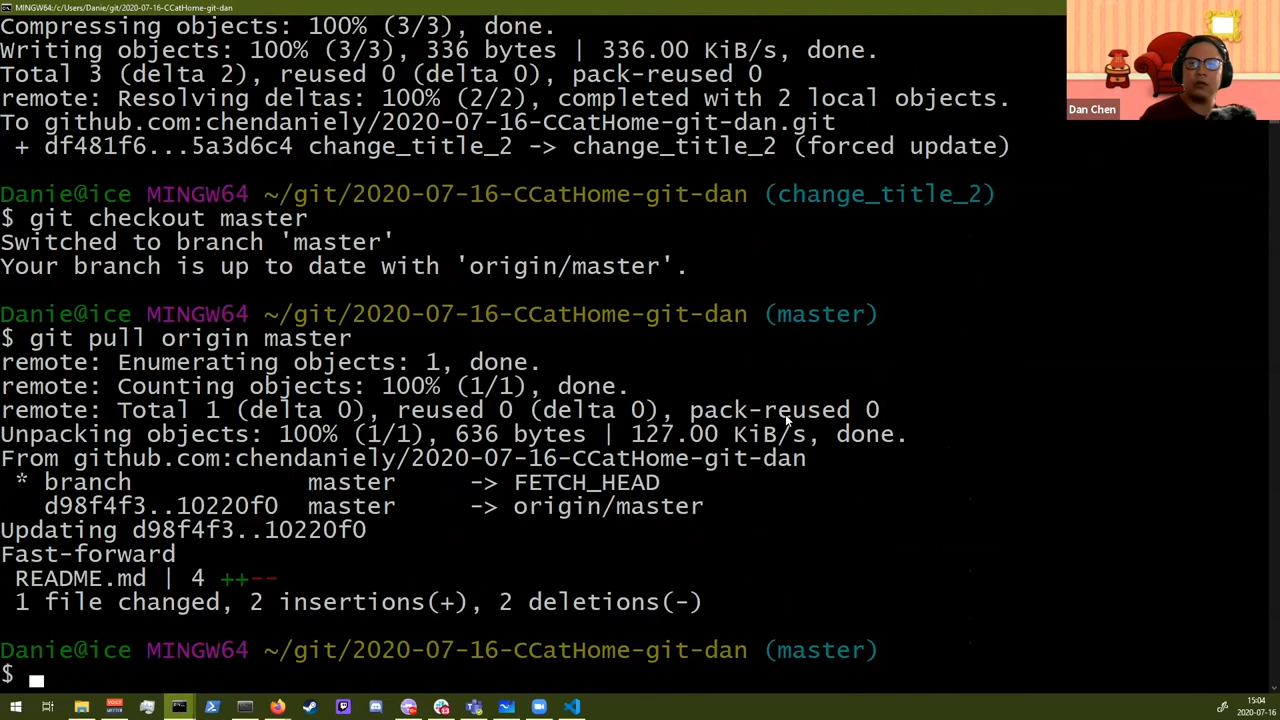 MINGW64:/c/Users/Danie/git/2020-07-16-CCatHome-git-dan
Compressing objects: 100% (3/3), done.
Writing objects: 100% (3/3), 336 bytes | 336.00 KiB/s, done.
Total 3 (delta 2), reused 0 (delta 0), pack-reused 0
remote: Resolving deltas: 100% (2/2), completed with 2 local objects.
To github.com:chendaniely/2020-07-16-CCatHome-git-dan.git
 + df481f6...5a3d6c4 change_title_2 -> change_title_2 (forced update)
Danie@ice MINGW64 ~/git/2020-07-16-CCatHome-git-dan (change_title_2)
$ git checkout master
Switched to branch 'master'
Your branch is up to date with 'origin/master'.
Danie@ice MINGW64 ~/git/2020-07-16-CCatHome-git-dan (master)
$ git pull origin master
remote: Enumerating objects: 1, done.
remote: Counting objects: 100% (1/1), done.
remote: Total 1 (delta 0), reused 0 (delta 0), pack-reused 0
Unpacking objects: 100% (1/1), 636 bytes | 127.00 KiB/s, done.
From github.com:chendaniely/2020-07-16-CCatHome-git-dan
 * branch            master     -> FETCH_HEAD
   d98f4f3..10220f0  master     -> origin/master
Updating d98f4f3..10220f0
Fast-forward
 README.md | 4 ++--
 1 file changed, 2 insertions(+), 2 deletions(-)
Danie@ice MINGW64 ~/git/2020-07-16-CCatHome-git-dan (master)
$
Dan Chen
15:04
2020-07-16